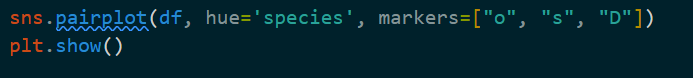 sns.pairplot(df, hue='species', markers=["o", "s", "D"])
plt.show()